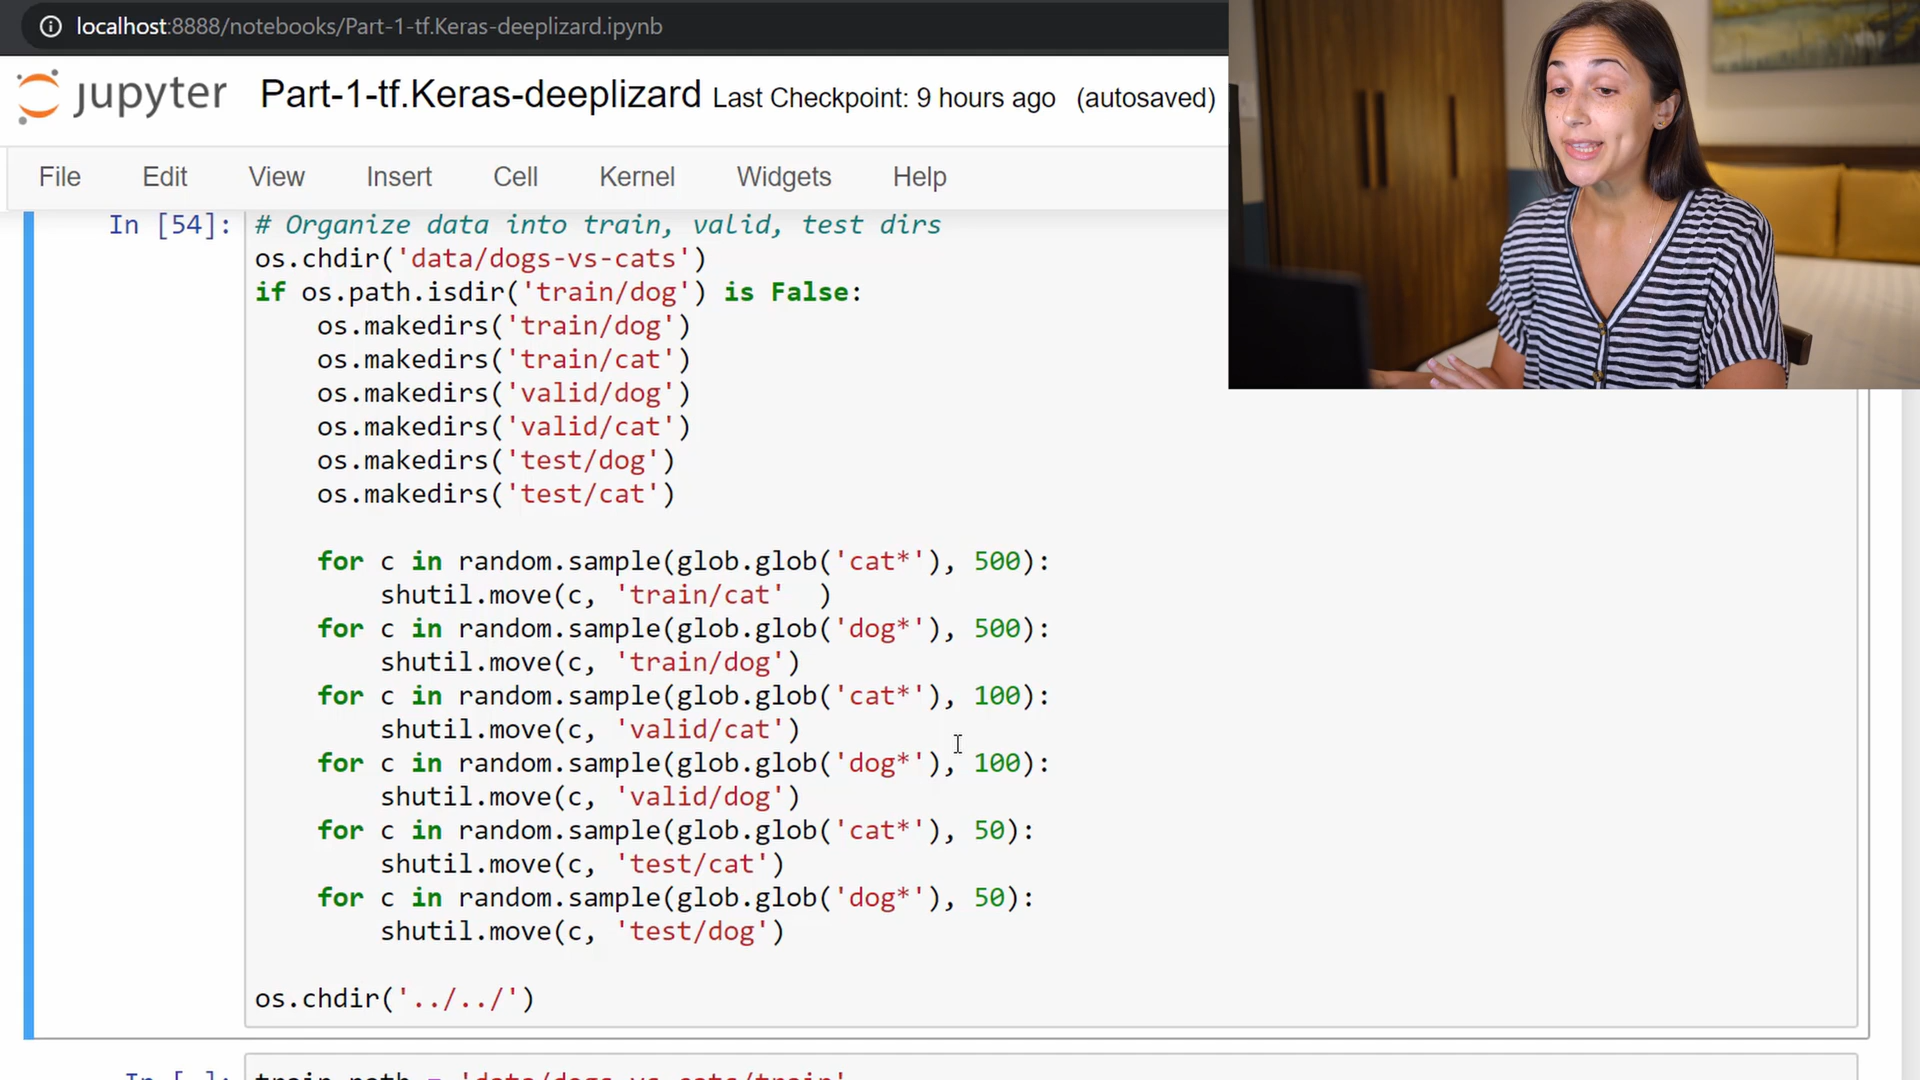 localhost:8888/notebooks/Part-1-tf.Keras-deeplizard.ipynb
jupyter Part-1-tf.Keras-deeplizard Last Checkpoint: 9 hours ago (autosaved)
File Edit View Insert Cell Kernel Widgets Help
In [54]: # Organize data into train, valid, test dirs
os.chdir('data/dogs-vs-cats')
if os.path.isdir('train/dog') is False:
    os.makedirs('train/dog')
    os.makedirs('train/cat')
    os.makedirs('valid/dog')
    os.makedirs('valid/cat')
    os.makedirs('test/dog')
    os.makedirs('test/cat')
    for c in random.sample(glob.glob('cat*'), 500):
        shutil.move(c, 'train/cat'  )
    for c in random.sample(glob.glob('dog*'), 500):
        shutil.move(c, 'train/dog')
    for c in random.sample(glob.glob('cat*'), 100):
        shutil.move(c, 'valid/cat')
    for c in random.sample(glob.glob('dog*'), 100):
        shutil.move(c, 'valid/dog')
    for c in random.sample(glob.glob('cat*'), 50):
        shutil.move(c, 'test/cat')
    for c in random.sample(glob.glob('dog*'), 50):
        shutil.move(c, 'test/dog')
os.chdir('../../')
In [ ]: train_path = 'data/dogs-vs-cats/train'